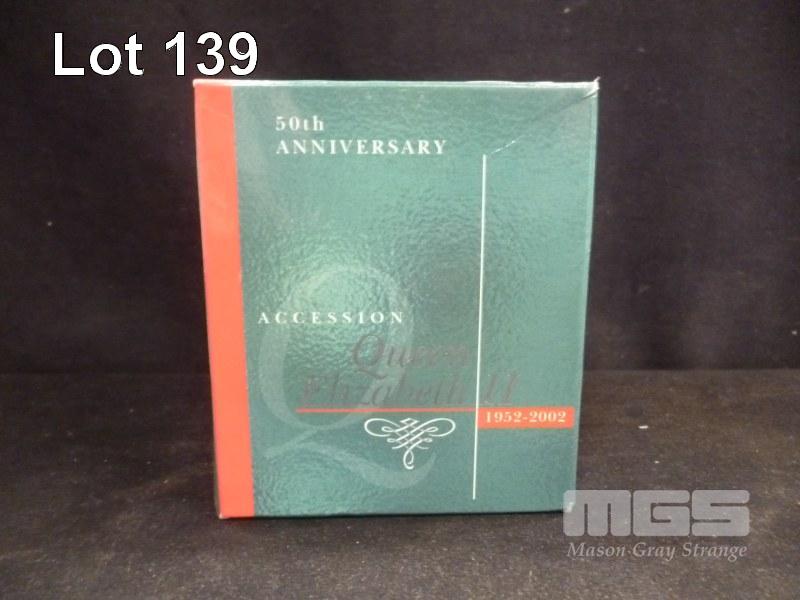 Lot 139
50th
ANNIVERSARY
ACCESSION
Queen
Elizabeth II
1952-2002
MGS
Mason Gray Strange